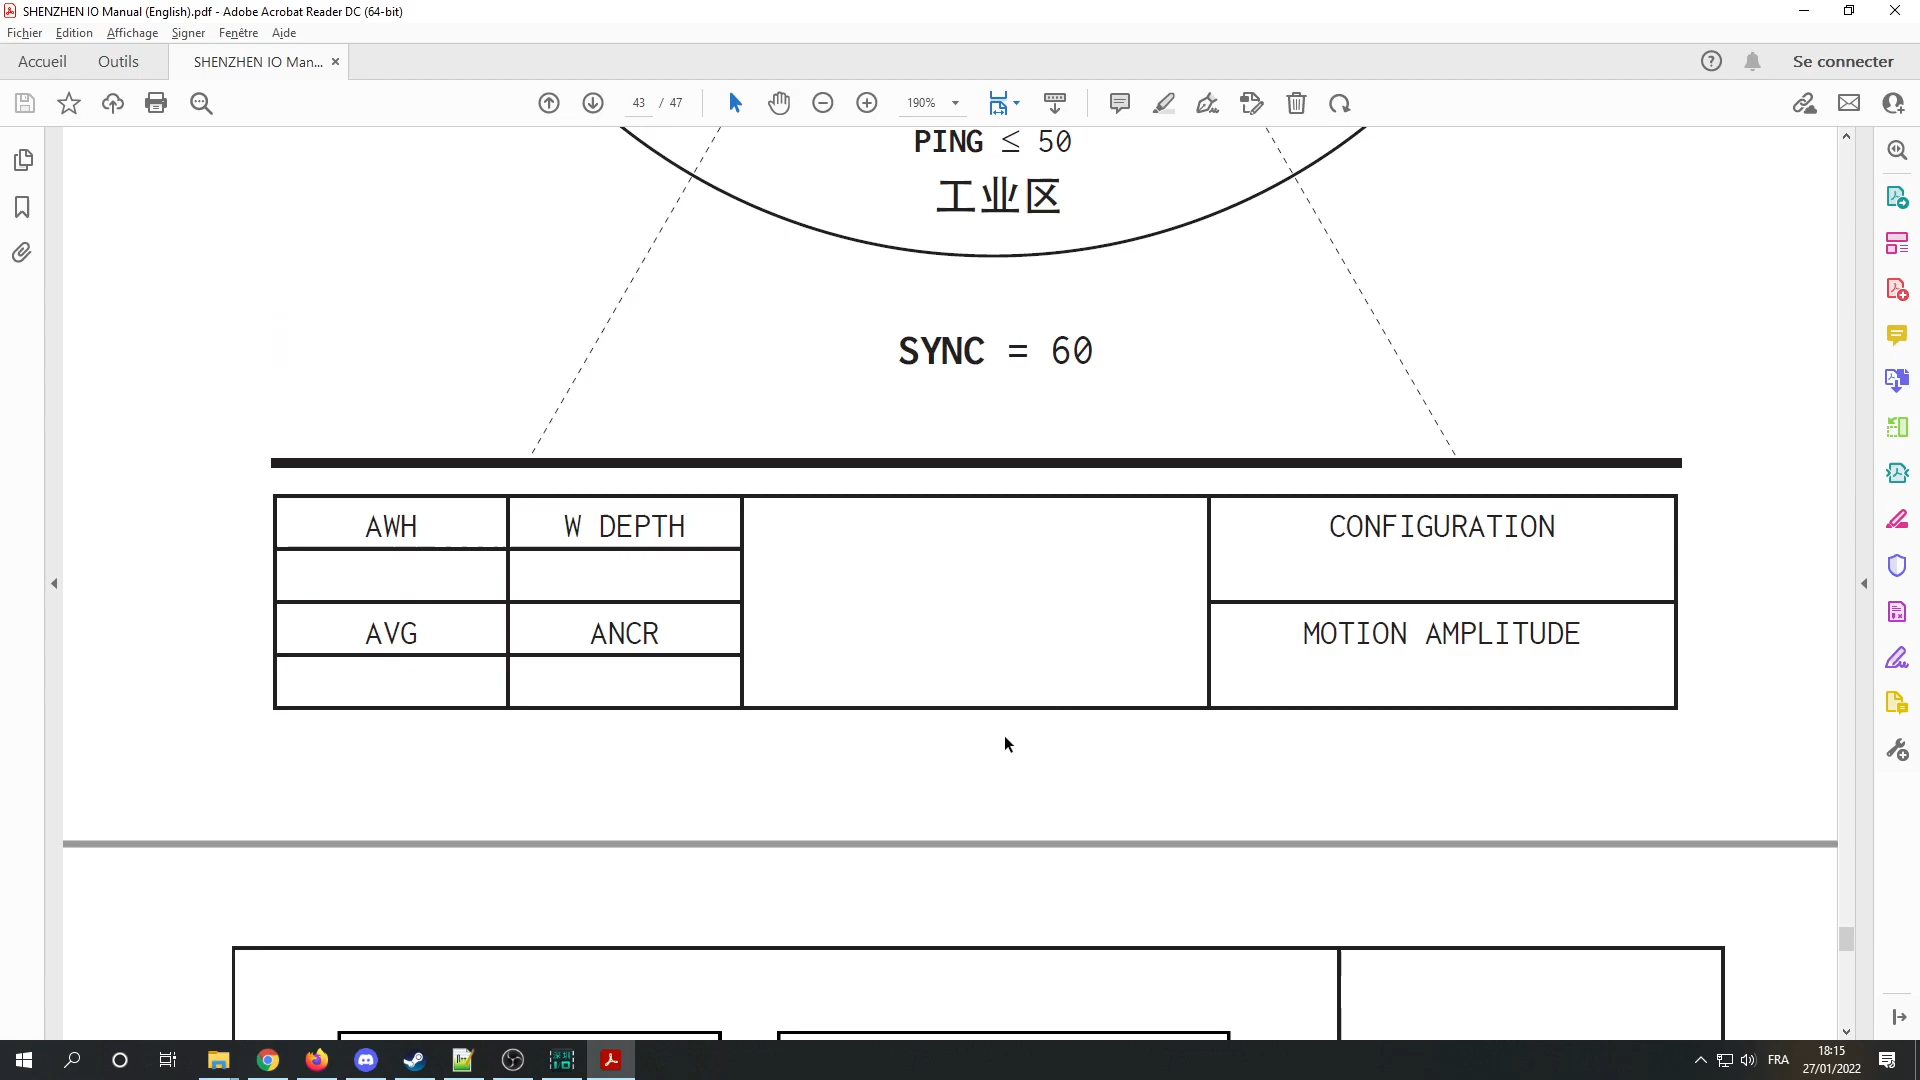 SHENZHEN IO Manual (English).pdf - Adobe Acrobat Reader DC (64-bit)
Fichier Edition Affichage Signer Fenêtre Aide
Accueil Outils SHENZHEN IO Man... × Se connecter
43 / 47 190%
PING ≤ 50
工业区
SYNC = 60
AWH W DEPTH CONFIGURATION
AVG ANCR MOTION AMPLITUDE
FRA 18:15
27/01/2022